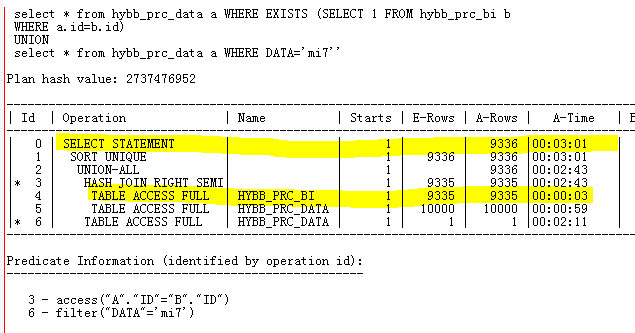 select * from hybb_prc_data a WHERE EXISTS (SELECT 1 FROM hybb_prc_bi b
WHERE a.id=b.id)
UNION
select * from hybb_prc_data a WHERE DATA='mi7''
Plan hash value: 2737476952
| Id | Operation | Name | Starts | E-Rows | A-Rows | A-Time | B
| 0 | SELECT STATEMENT | | 1 | | 9336 |00:03:01
| 1 | SORT UNIQUE | | 1 | 9336 | 9336 |00:03:01
| 2 | UNION-ALL | | 1 | | 9336 |00:02:43
|* 3 | HASH JOIN RIGHT SEMI| | 1 | 9335 | 9335 |00:02:43
| 4 | TABLE ACCESS FULL | HYBB_PRC_BI | 1 | 9335 | 9335 |00:00:03
| 5 | TABLE ACCESS FULL | HYBB_PRC_DATA | 1 | 10000 | 10000 |00:00:59
|* 6 | TABLE ACCESS FULL | HYBB_PRC_DATA | 1 | 1 | 1 |00:02:11
Predicate Information (identified by operation id):
3 - access("A"."ID"="B"."ID")
6 - filter("DATA"='mi7')